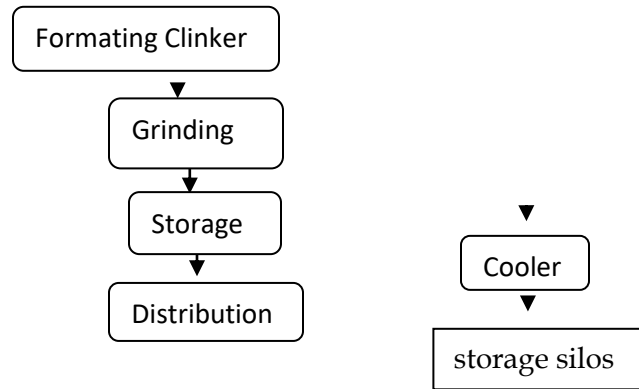 Formating Clinker
Grinding
Storage
Distribution
Cooler
storage silos